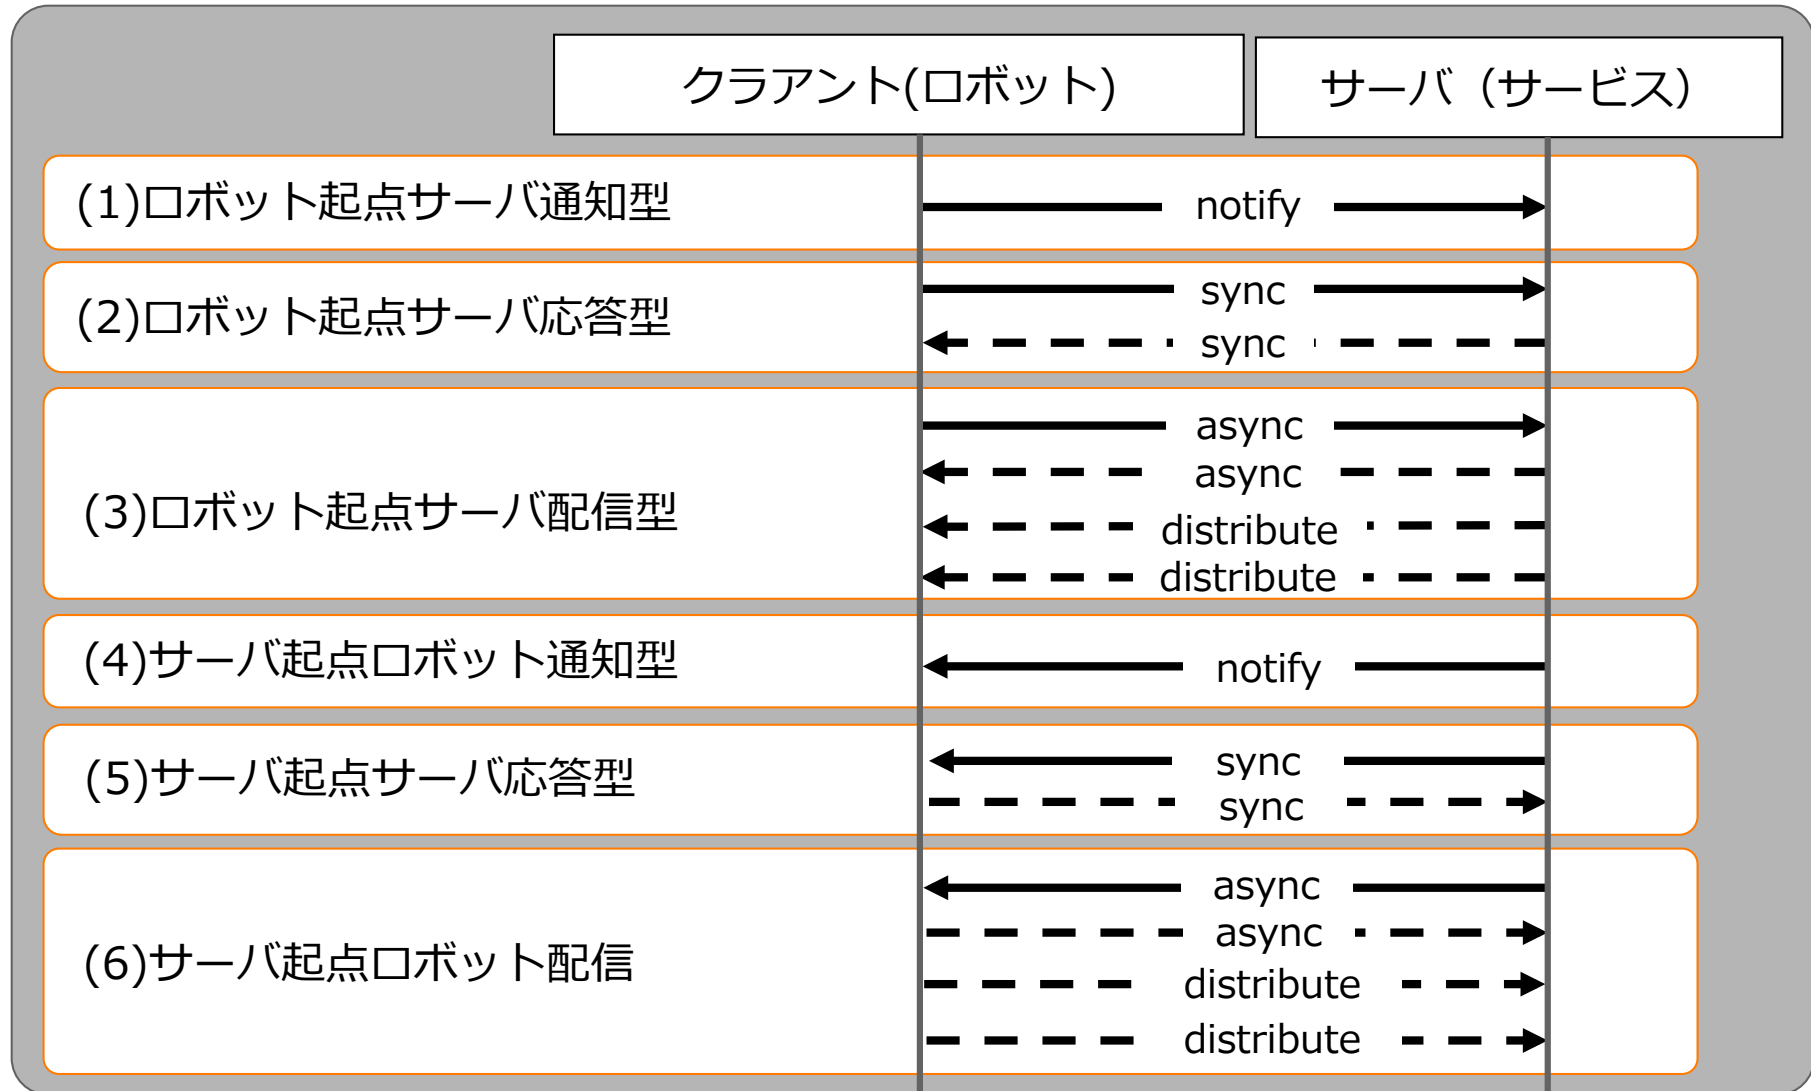 クラアント(ロボット)
サーバ（サービス）
(1)ロボット起点サーバ通知型
notify
(2)ロボット起点サーバ応答型
sync
sync
(3)ロボット起点サーバ配信型
async
async
distribute
distribute
(4)サーバ起点ロボット通知型
notify
(5)サーバ起点サーバ応答型
sync
sync
(6)サーバ起点ロボット配信
async
async
distribute
distribute